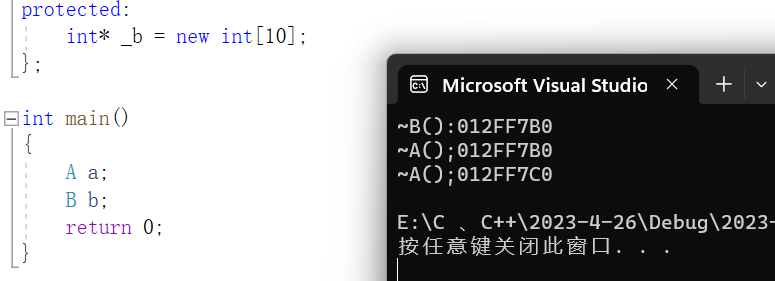 protected:
int* _b = new int[10];
};
int main()
{
A a;
B b;
return 0;
}
Microsoft Visual Studio
~B():012FF7B0
~A();012FF7B0
~A();012FF7C0
E:\C 、C++\2023-4-26\Debug\2023-
按任意键关闭此窗口. . .